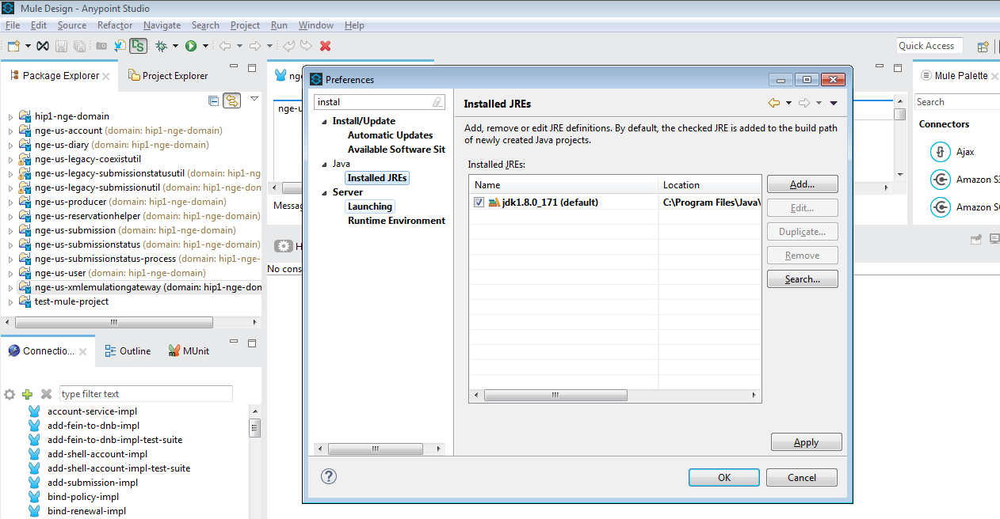 Mule Design - Anypoint Studio
File Edit Source Refactor Navigate Search Project Run Window Help
Quick Access
Package Explorer
Project Explorer
hip1-nge-domain
nge-us-account (domain: hip1-nge-domain)
nge-us-diary (domain: hip1-nge-domain)
nge-us-legacy-coexistutil
nge-us-legacy-submissionstatusutil (domain: hip1-ng
nge-us-legacy-submissionutil (domain: hip1-nge-dom
nge-us-producer (domain: hip1-nge-domain)
nge-us-reservationhelper (domain: hip1-nge-domain)
nge-us-submission (domain: hip1-nge-domain)
nge-us-submissionstatus (domain: hip1-nge-domain)
nge-us-submissionstatus-process (domain: hip1-nge-
nge-us-user (domain: hip1-nge-domain)
nge-us-xmlemulationgateway (domain: hip1-nge-don
test-mule-project
Connectio...
Outline
MUnit
type filter text
account-service-impl
add-fein-to-dnb-impl
add-fein-to-dnb-impl-test-suite
add-shell-account-impl
add-shell-account-impl-test-suite
add-submission-impl
bind-policy-impl
bind-renewal-impl
nge
nge-u
Messag
H
No cons
Preferences
instal
Install/Update
Automatic Updates
Available Software Sit
Java
Installed JREs
Server
Launching
Runtime Environment
Installed JREs
Add, remove or edit JRE definitions. By default, the checked JRE is added to the build path
of newly created Java projects.
Installed JREs:
Name Location
jdk1.8.0_171 (default) C:\Program Files\Java\
Add...
Edit...
Duplicate...
Remove
Search...
Apply
OK
Cancel
Mule Palette
Search
Connectors
Ajax
Amazon S3
Amazon SC